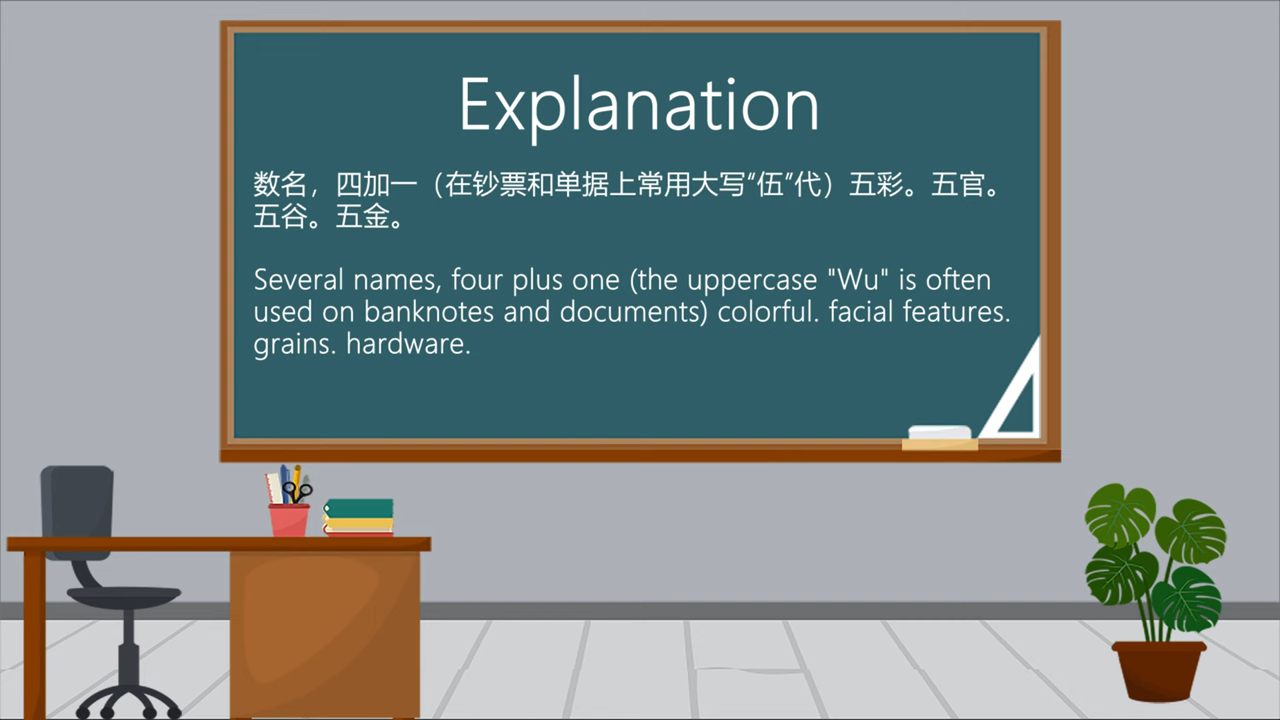 Explanation
数名，四加一（在钞票和单据上常用大写“伍”代）五彩。五官。
五谷。五金。
Several names, four plus one (the uppercase "Wu" is often
used on banknotes and documents) colorful. facial features.
grains. hardware.